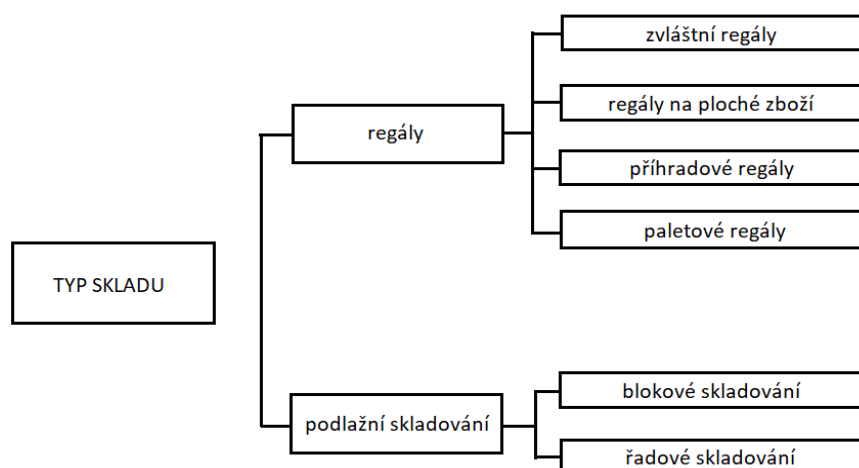 zvláštní regály
regály na ploché zboží
regály
příhradové regály
paletové regály
TYP SKLADU
blokové skladování
podlažní skladování
řadové skladování